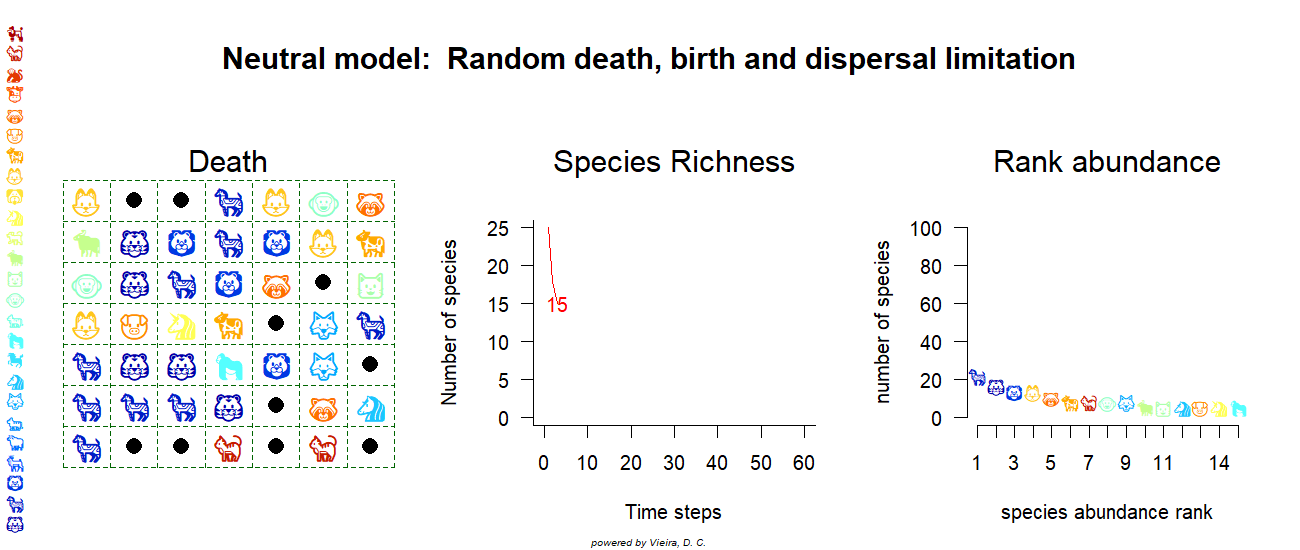 Neutral model:  Random death, birth and dispersal limitation
Death
Species Richness
Rank abundance
Number of species
25
20
15
10
5
0
15
0 10 20 30 40 50 60
Time steps
number of species
100
80
60
40
20
0
1 3 5 7 9 11 14
species abundance rank
powered by Vieira, D. C.